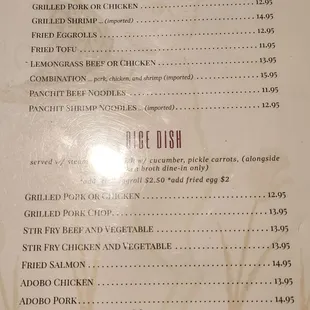 Grilled Pork or Chicken 12.95
Grilled Shrimp ... (imported) 14.95
Fried Eggrolls 13.95
Fried Tofu 11.95
Lemongrass Beef or Chicken 13.95
Combination ... pork, chicken, and shrimp (imported) 15.95
Panchit Beef Noodles 11.95
Panchit Shrimp Noodles ... (imported) 12.95
RICE DISH
served w/ cucumber, pickle carrots, (alongside
broth dine-in only)
$2.50 *add fried egg $2
Grilled Pork or Chicken 12.95
Grilled Pork Chop 13.95
Stir Fry Beef and Vegetable 13.95
Stir Fry Chicken and Vegetable 13.95
Fried Salmon 14.95
Adobo Chicken 13.95
Adobo Pork 14.95